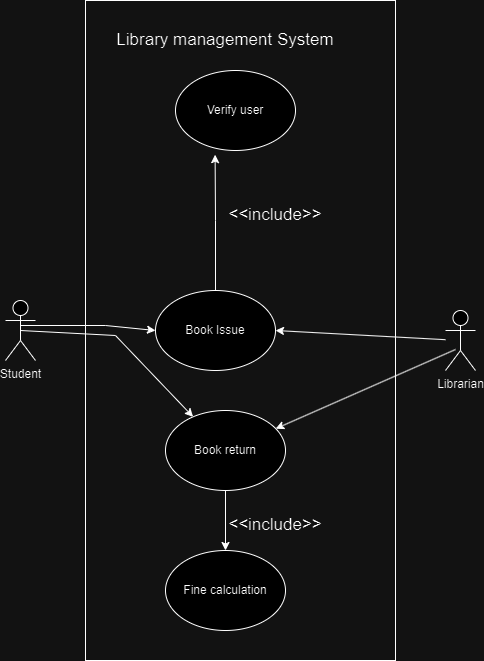 Library management System
Verify user
<<include>>
Book Issue
Student
Librarian
Book return
<<include>>
Fine calculation